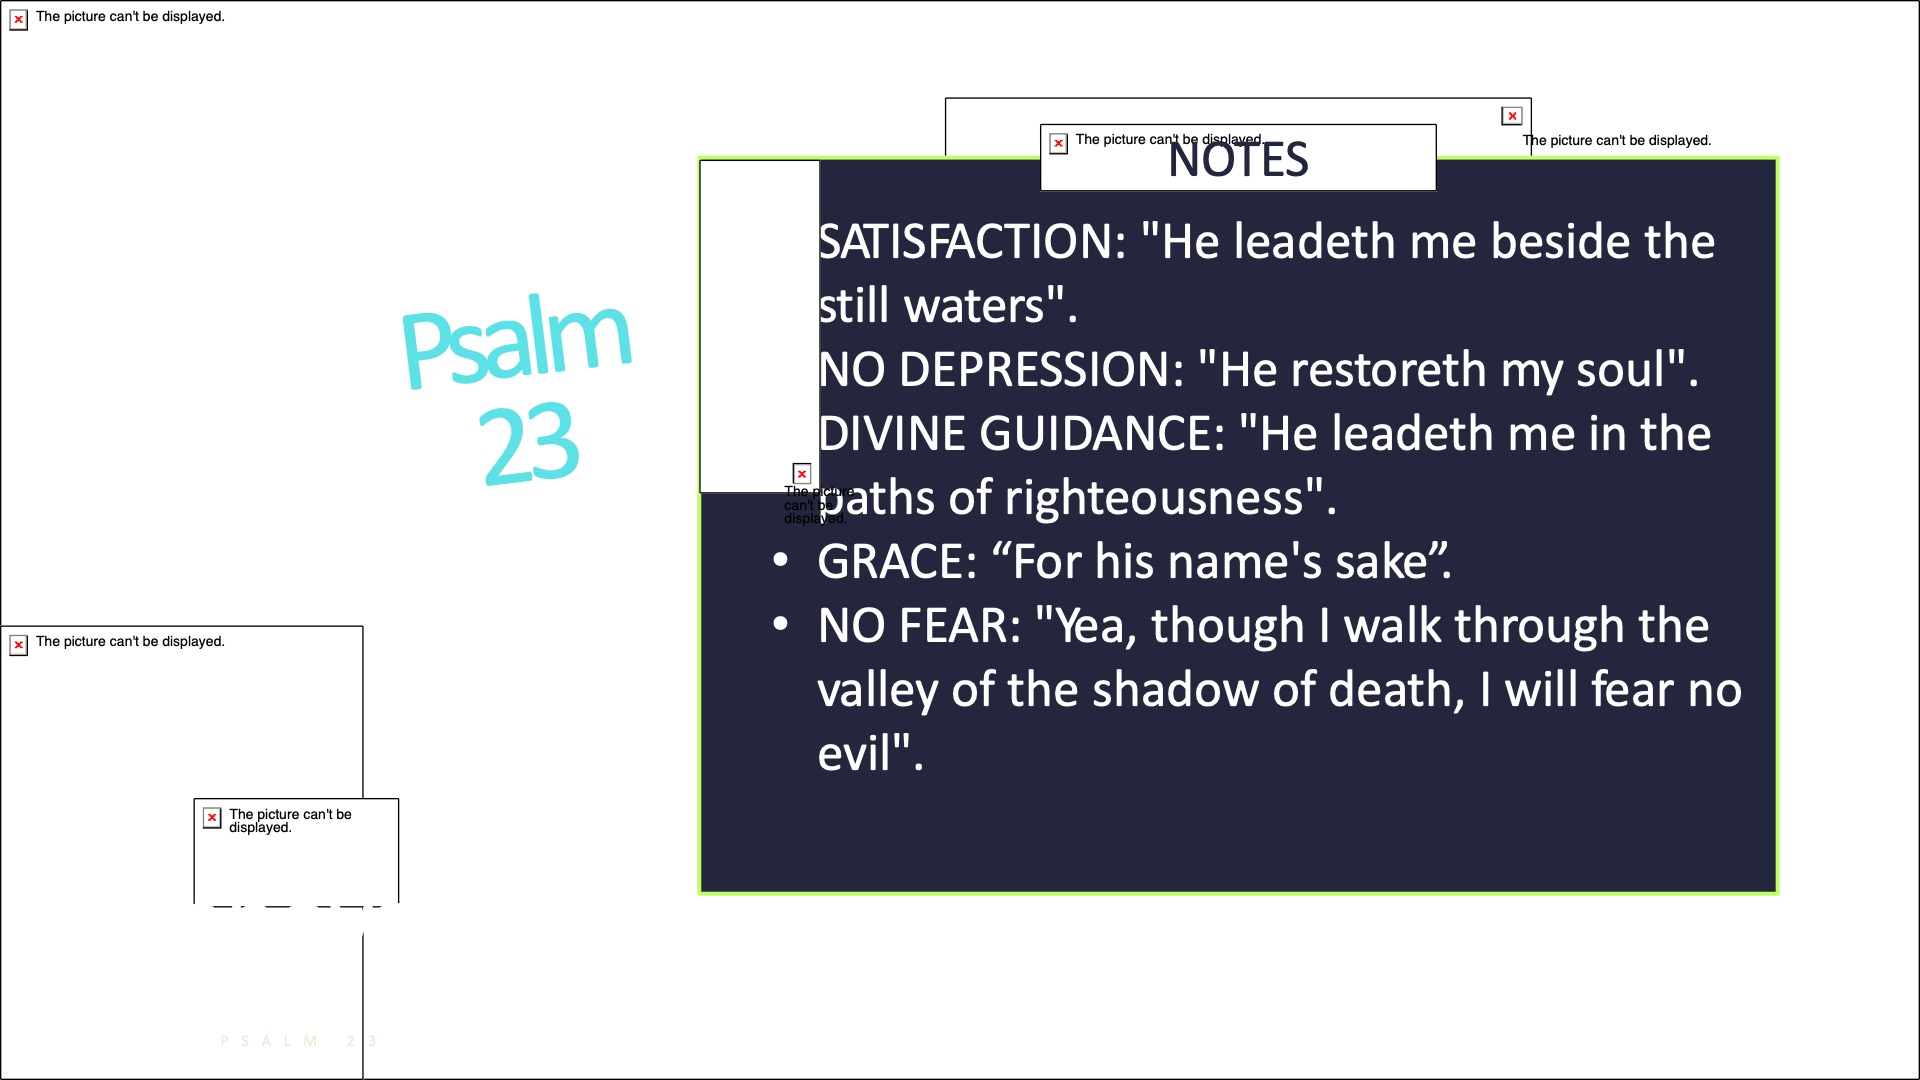 The picture can't be displayed.
The picture can't be displayed.
The picture can't be displayed.
NOTES
Psalm
23
SATISFACTION: "He leadeth me beside the
still waters".
NO DEPRESSION: "He restoreth my soul".
DIVINE GUIDANCE: "He leadeth me in the
paths of righteousness".
• GRACE: “For his name's sake”.
• NO FEAR: "Yea, though I walk through the
valley of the shadow of death, I will fear no
evil".
The picture
can't be
displayed.
The picture can't be displayed.
The picture can't be
displayed.
PSALM 23